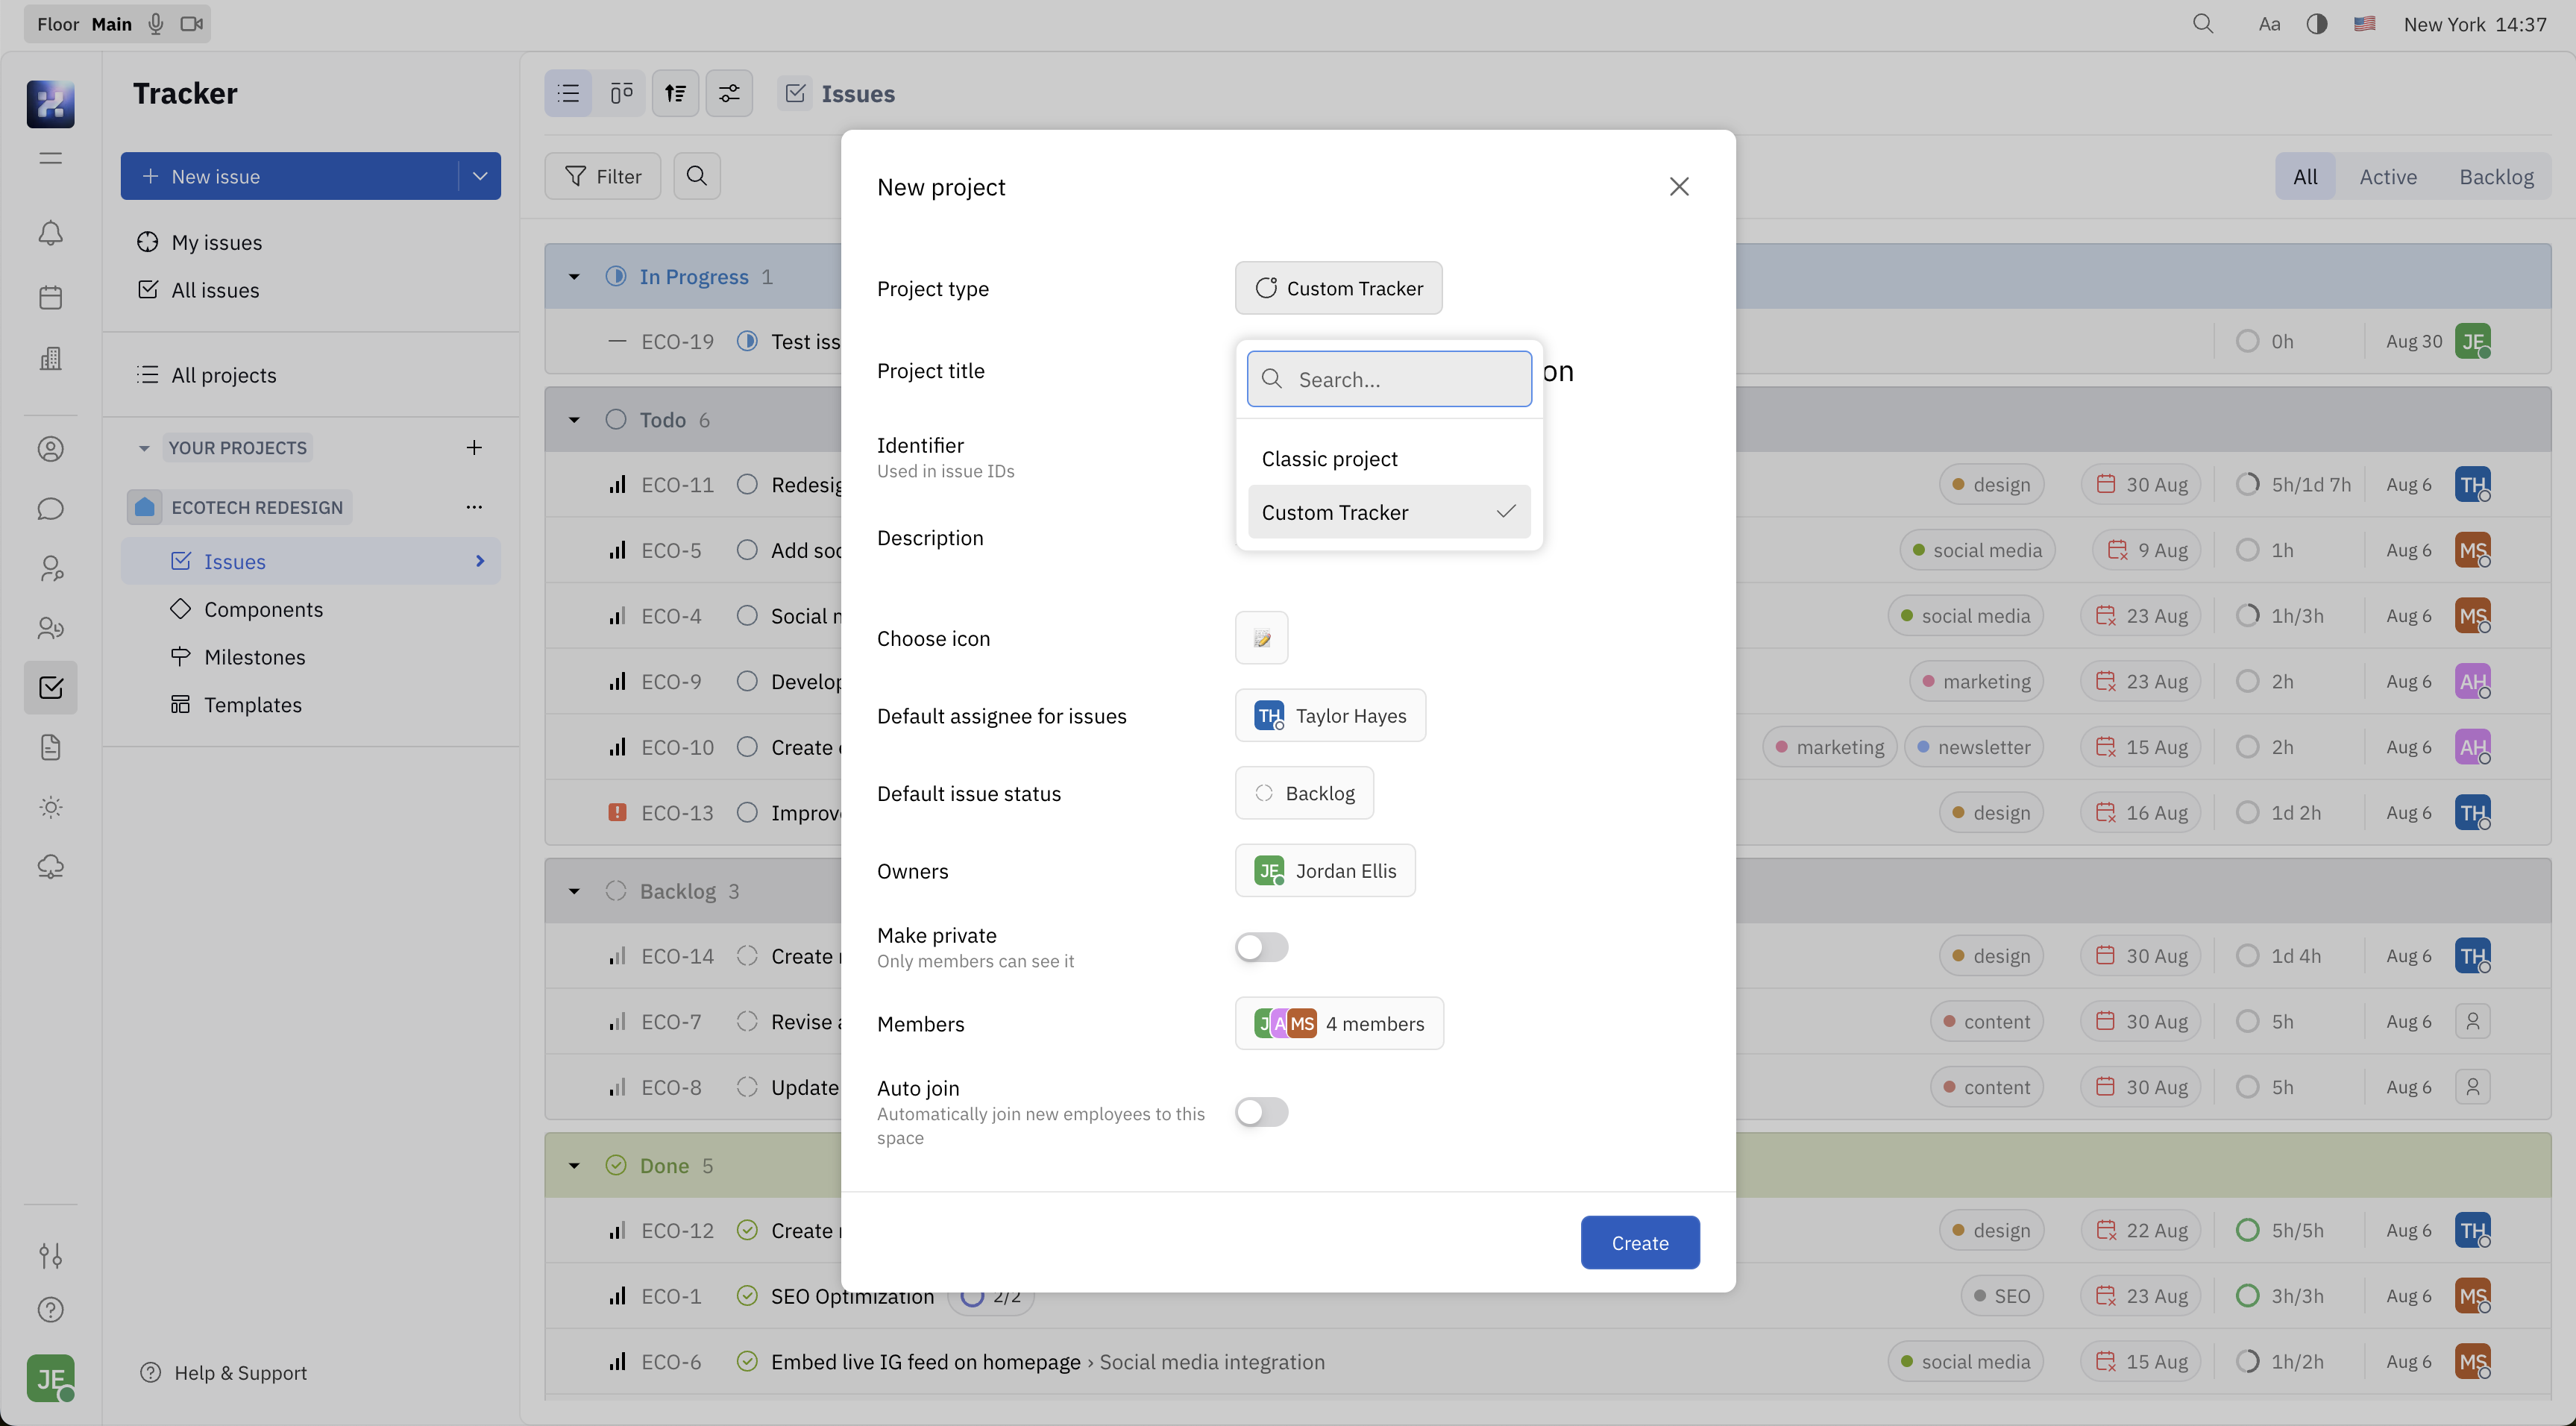 Floor Main
Aa New York 14:37
Tracker
New issue
My issues
All issues
All projects
YOUR PROJECTS
ECOTECH REDESIGN
Issues
Components
Milestones
Templates
Help & Support
JE
Issues
Filter
All Active Backlog
In Progress 1
ECO-19 Test iss 0h Aug 30 JE
Todo 6
ECO-11 Redesig design 30 Aug 5h/1d 7h Aug 6 TH
ECO-5 Add soc social media 9 Aug 1h Aug 6 MS
ECO-4 Social social media 23 Aug 1h/3h Aug 6 MS
ECO-9 Develop marketing 23 Aug 2h Aug 6 AH
ECO-10 Create marketing newsletter 15 Aug 2h Aug 6 AH
ECO-13 Improv design 16 Aug 1d 2h Aug 6 TH
Backlog 3
ECO-14 Create design 30 Aug 1d 4h Aug 6 TH
ECO-7 Revise content 30 Aug 5h Aug 6
ECO-8 Update content 30 Aug 5h Aug 6
Done 5
ECO-12 Create design 22 Aug 5h/5h Aug 6 TH
ECO-1 SEO Optimization 2/2 SEO 23 Aug 3h/3h Aug 6 MS
ECO-6 Embed live IG feed on homepage › Social media integration social media 15 Aug 1h/2h Aug 6 MS
New project
Project type Custom Tracker
Project title on
Search...
Identifier
Used in issue IDs
Classic project
Custom Tracker
Description
Choose icon
Default assignee for issues TH Taylor Hayes
Default issue status Backlog
Owners JE Jordan Ellis
Make private
Only members can see it
Members J A MS 4 members
Auto join
Automatically join new employees to this
space
Create